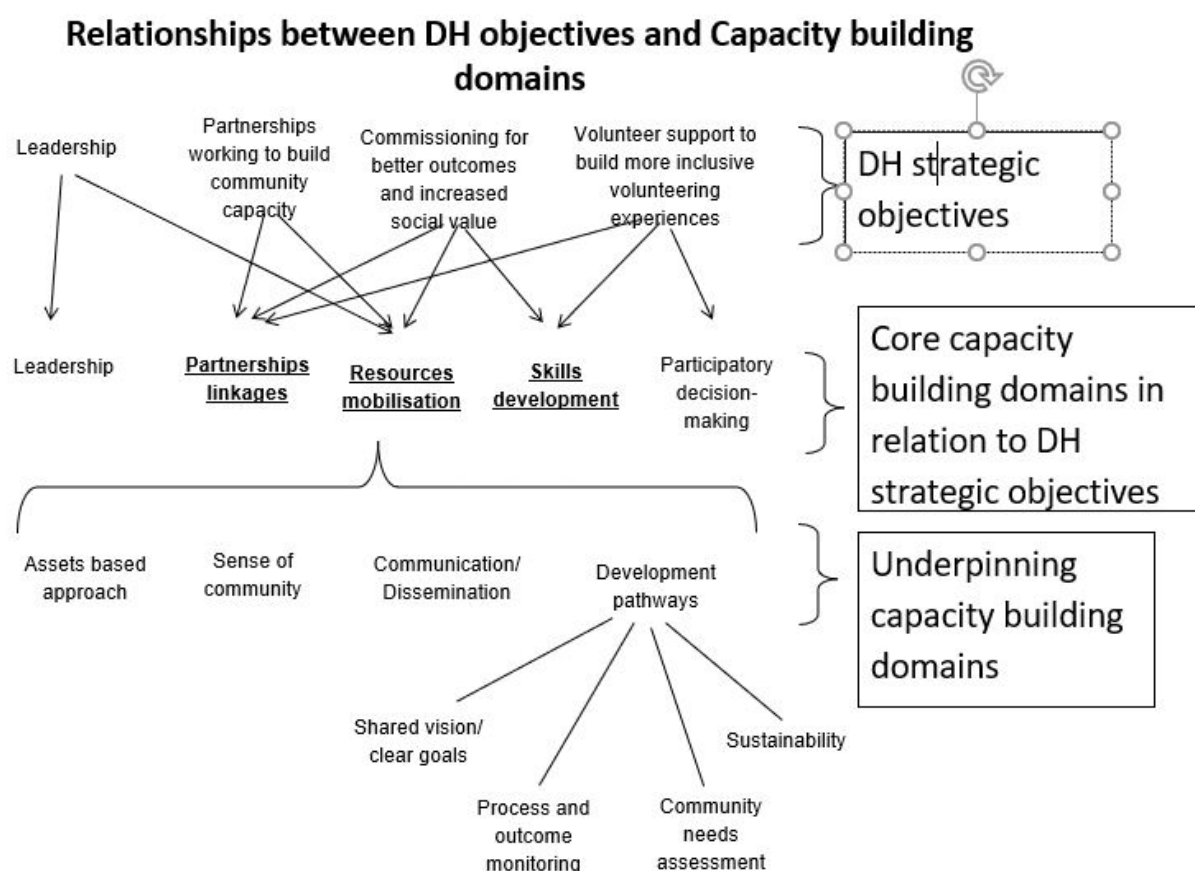 Relationships between DH objectives and Capacity building
domains
Leadership
Partnerships
working to build
community
capacity
Commissioning for
better outcomes
and increased
social value
Volunteer support to
build more inclusive
volunteering
experiences
DH strategic
objectives
Leadership
Partnerships
linkages
Resources
mobilisation
Skills
development
Participatory
decision-
making
Core capacity
building domains in
relation to DH
strategic objectives
Assets based
approach
Sense of
community
Communication/
Dissemination
Development
pathways
Underpinning
capacity building
domains
Shared vision/
clear goals
Sustainability
Process and
outcome
monitoring
Community
needs
assessment